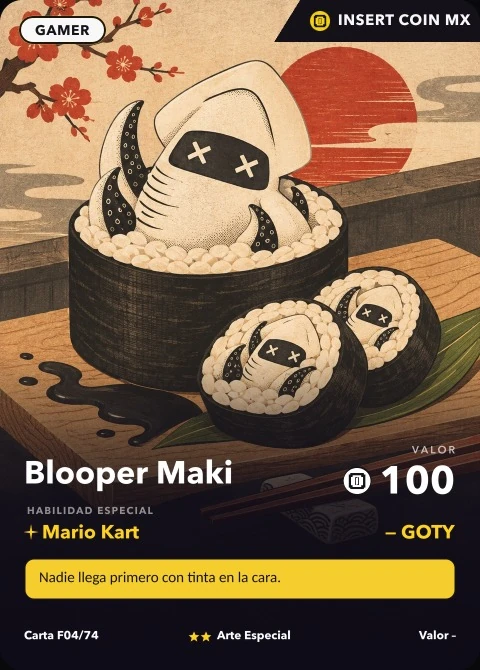 GAMER
INSERT COIN MX
VALOR
Blooper Maki
100
HABILIDAD ESPECIAL
Mario Kart
– GOTY
Nadie llega primero con tinta en la cara.
Carta F04/74
★★ Arte Especial
Valor –